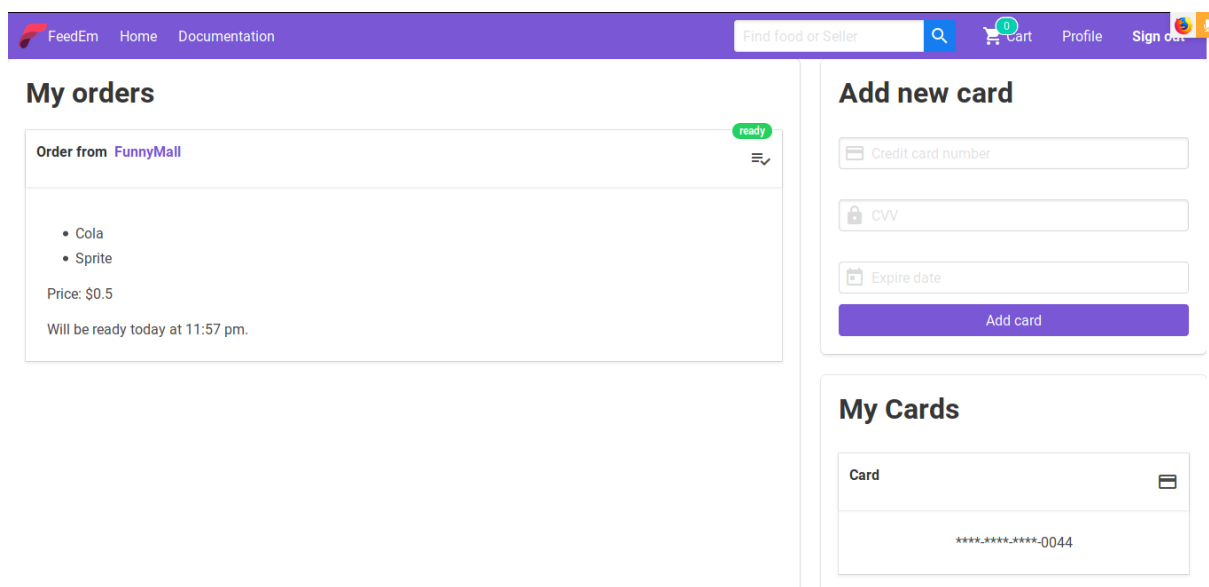 FeedEm Home Documentation Find food or Seller 0 Cart Profile Sign out
My orders
ready
Order from FunnyMall
Cola
Sprite
Price: $0.5
Will be ready today at 11:57 pm.
Add new card
Credit card number
CVV
Expire date
Add card
My Cards
Card
****-****-****-0044